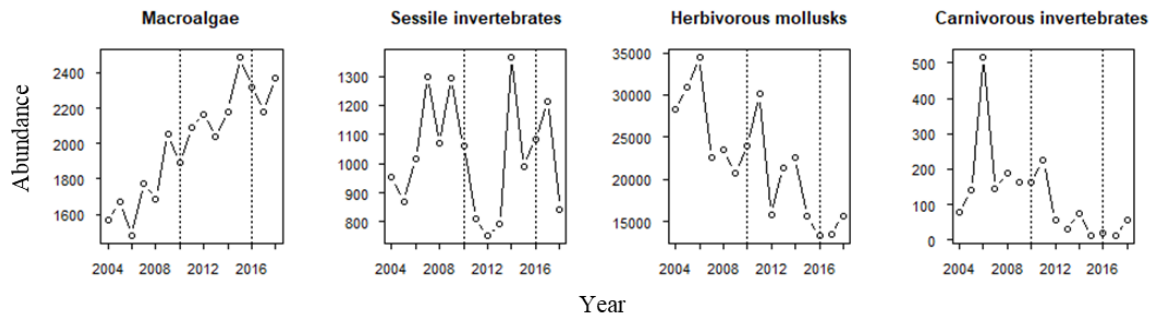 Macroalgae
Sessile invertebrates
Herbivorous mollusks
Carnivorous invertebrates
Abundance
2400
2200
2000
1800
1600
2004 2008 2012 2016
1300
1200
1100
1000
900
800
2004 2008 2012 2016
35000
30000
25000
20000
15000
2004 2008 2012 2016
500
400
300
200
100
0
2004 2008 2012 2016
Year